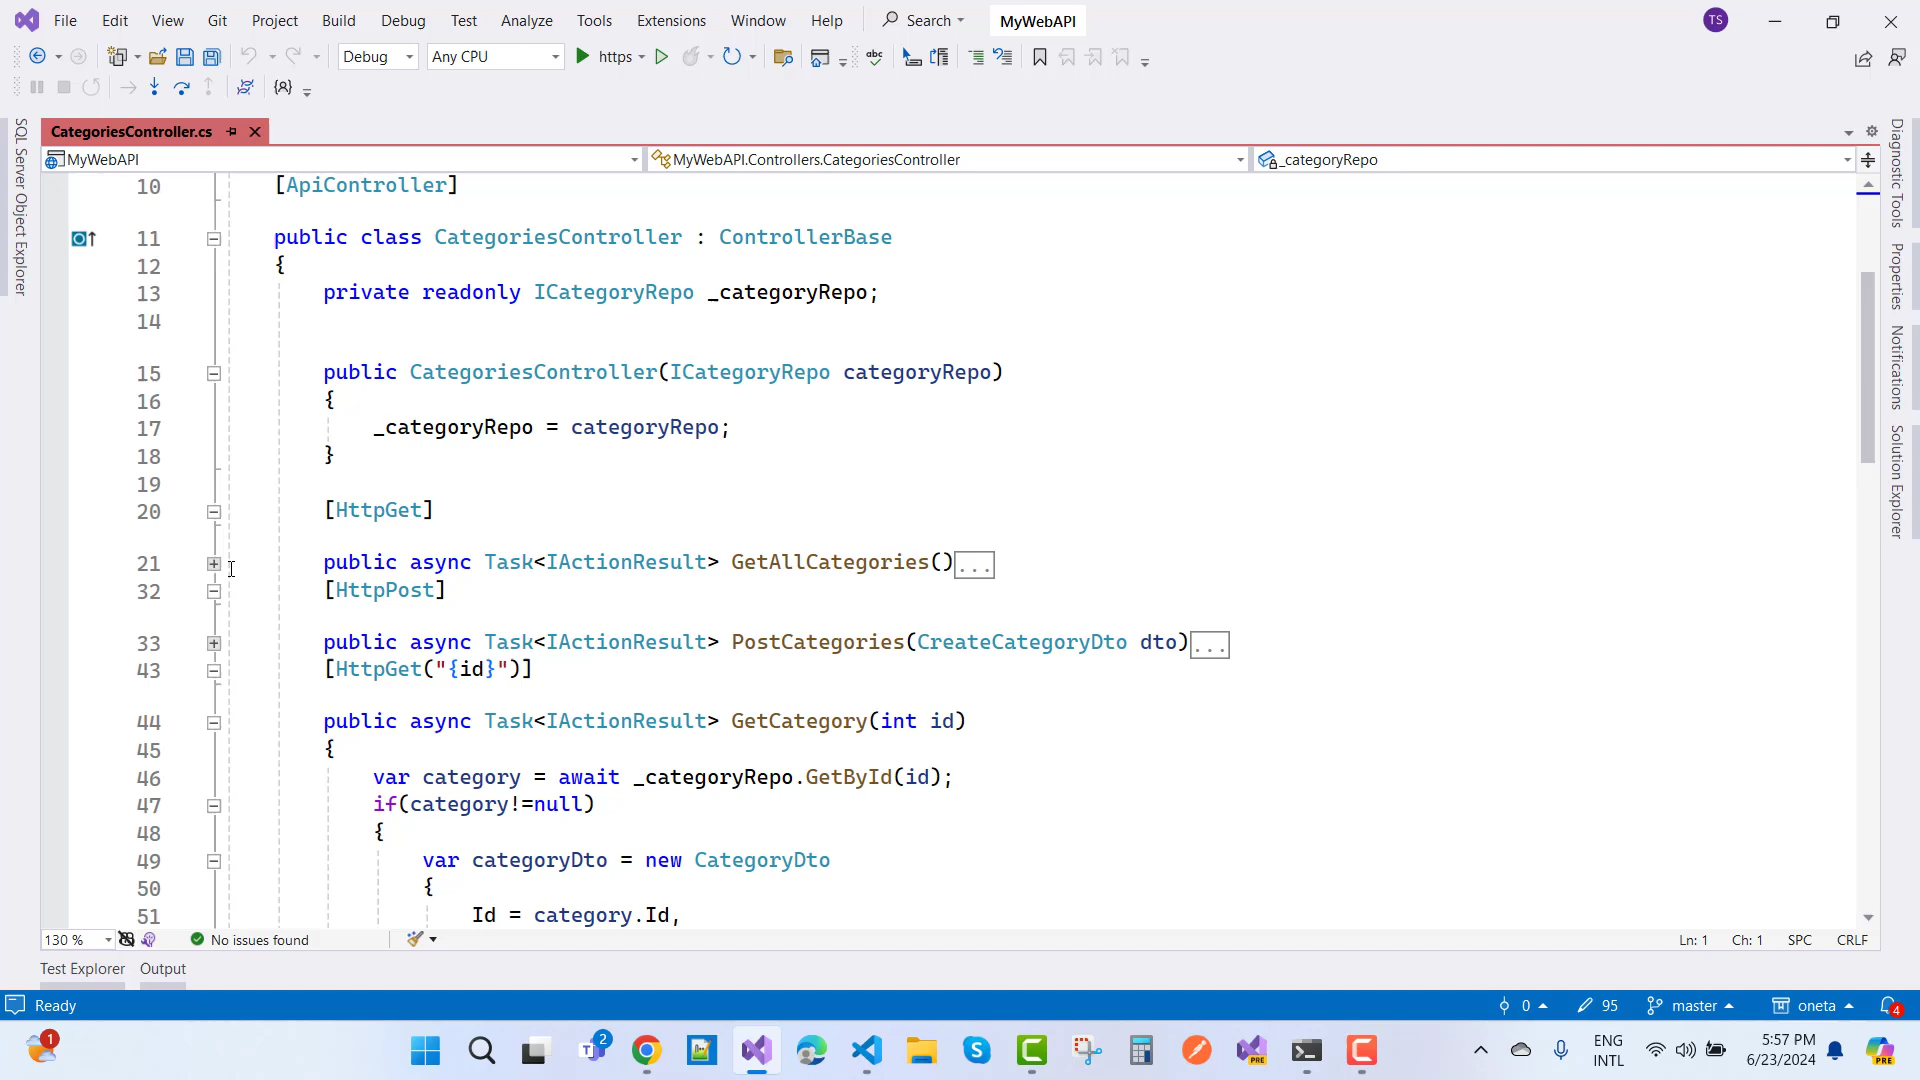 File Edit View Git Project Build Debug Test Analyze Tools Extensions Window Help Search MyWebAPI TS
Debug Any CPU https
CategoriesController.cs
MyWebAPI MyWebAPI.Controllers.CategoriesController _categoryRepo
10 [ApiController]
11 public class CategoriesController : ControllerBase
12 {
13 private readonly ICategoryRepo _categoryRepo;
14
15 public CategoriesController(ICategoryRepo categoryRepo)
16 {
17 _categoryRepo = categoryRepo;
18 }
19
20 [HttpGet]
21 public async Task<IActionResult> GetAllCategories()...
32 [HttpPost]
33 public async Task<IActionResult> PostCategories(CreateCategoryDto dto)...
43 [HttpGet("{id}")]
44 public async Task<IActionResult> GetCategory(int id)
45 {
46 var category = await _categoryRepo.GetById(id);
47 if(category!=null)
48 {
49 var categoryDto = new CategoryDto
50 {
51 Id = category.Id,
SQL Server Object Explorer
Diagnostic Tools
Properties
Notifications
Solution Explorer
130 % No issues found Ln: 1 Ch: 1 SPC CRLF
Test Explorer Output
Ready 0 95 master oneta 4
1 2 PRE ENG 5:57 PM PRE
INTL 6/23/2024